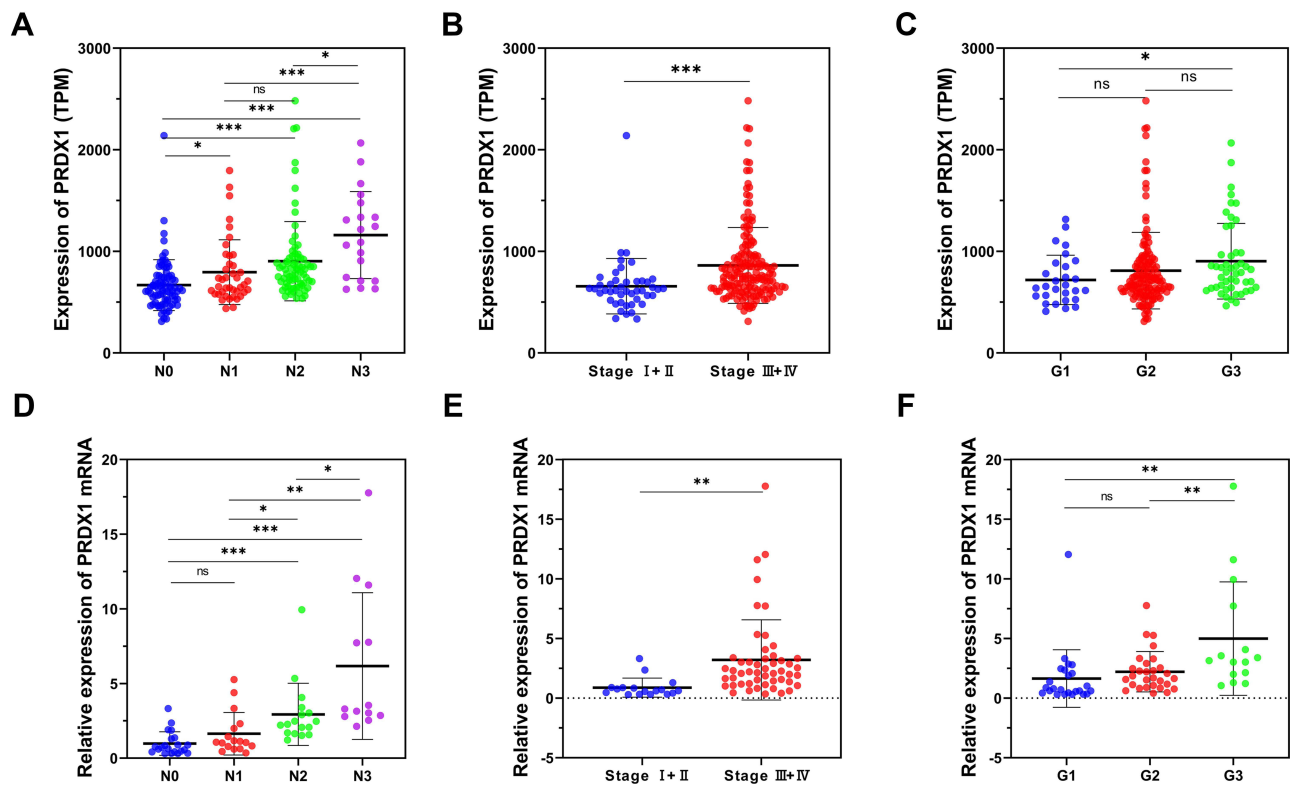 A
Expression of PRDX1 (TPM)
3000
2000
1000
0
*
***
ns
***
***
*
N0 N1 N2 N3
B
Expression of PRDX1 (TPM)
3000
2000
1000
0
***
Stage Ⅰ+Ⅱ Stage Ⅲ+Ⅳ
C
Expression of PRDX1 (TPM)
3000
2000
1000
0
*
ns ns
G1 G2 G3
D
Relative expression of PRDX1 mRNA
20
15
10
5
0
*
**
*
***
***
ns
N0 N1 N2 N3
E
Relative expression of PRDX1 mRNA
20
15
10
5
0
-5
**
Stage Ⅰ+Ⅱ Stage Ⅲ+Ⅳ
F
Relative expression of PRDX1 mRNA
20
15
10
5
0
-5
**
ns **
G1 G2 G3